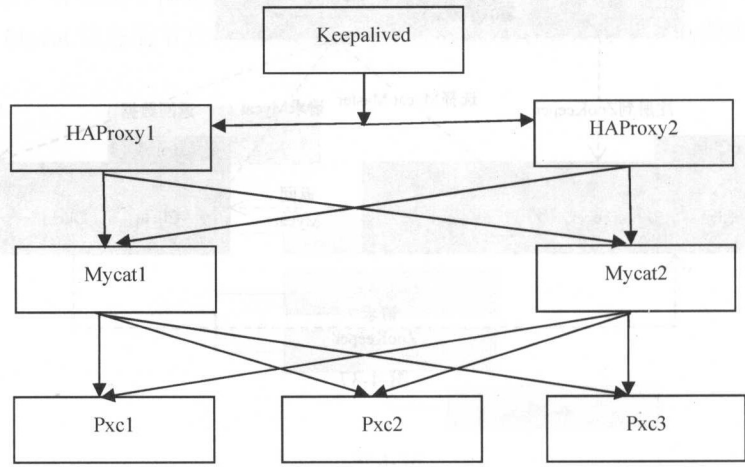 Keepalived
HAProxy1
HAProxy2
Mycat1
Mycat2
Pxc1
Pxc2
Pxc3